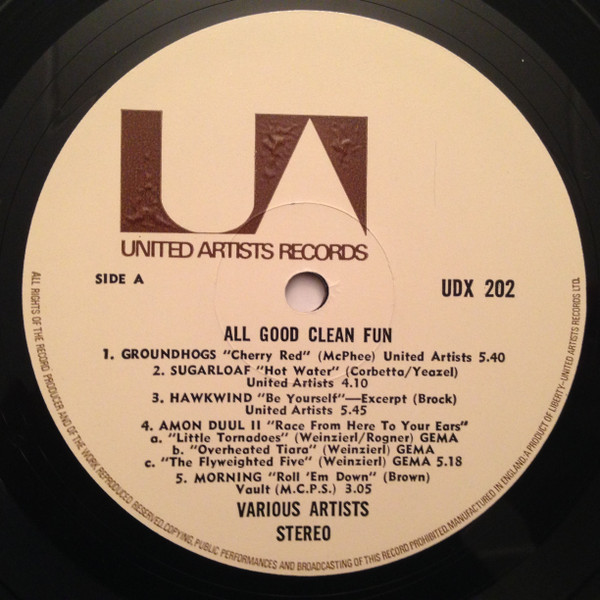 UA
UNITED ARTISTS RECORDS
SIDE A
UDX 202
ALL GOOD CLEAN FUN
1. GROUNDHOGS "Cherry Red" (McPhee) United Artists 5.40
2. SUGARLOAF "Hot Water" (Corbetta/Yeazel)
United Artists 4.10
3. HAWKWIND "Be Yourself"—Excerpt (Brock)
United Artists 5.45
4. AMON DUUL II "Race From Here To Your Ears"
a. "Little Tornadoes" (Weinzierl/Rogner) GEMA
b. "Overheated Tiara" (Weinzierl) GEMA
c. "The Flyweighted Five" (Weinzierl) GEMA 5.18
5. MORNING "Roll 'Em Down" (Brown)
Vault (M.C.P.S.) 3.05
VARIOUS ARTISTS
STEREO
ALL RIGHTS OF THE RECORD PRODUCER AND OF THE WORK REPRODUCED RESERVED. COPYING, PUBLIC PERFORMANCES AND BROADCASTING OF THIS RECORD PROHIBITED. MANUFACTURED IN ENGLAND. A PRODUCT OF LIBERTY–UNITED ARTISTS RECORDS LTD.